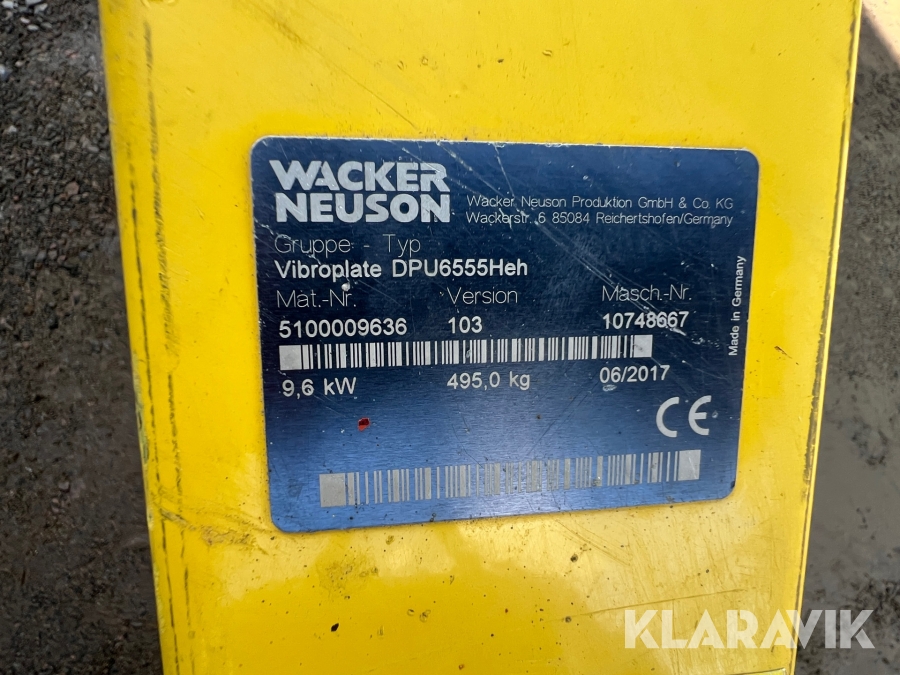 WACKER
NEUSON
Wacker Neuson Produktion GmbH & Co. KG
Wackerstr. 6 85084 Reichertshofen/Germany
Gruppe - Typ
Vibroplate DPU6555Heh
Mat.-Nr. Version Masch.-Nr.
5100009636 103 10748667
9,6 kW 495,0 kg 06/2017
CE
Made in Germany
KLARAVIK